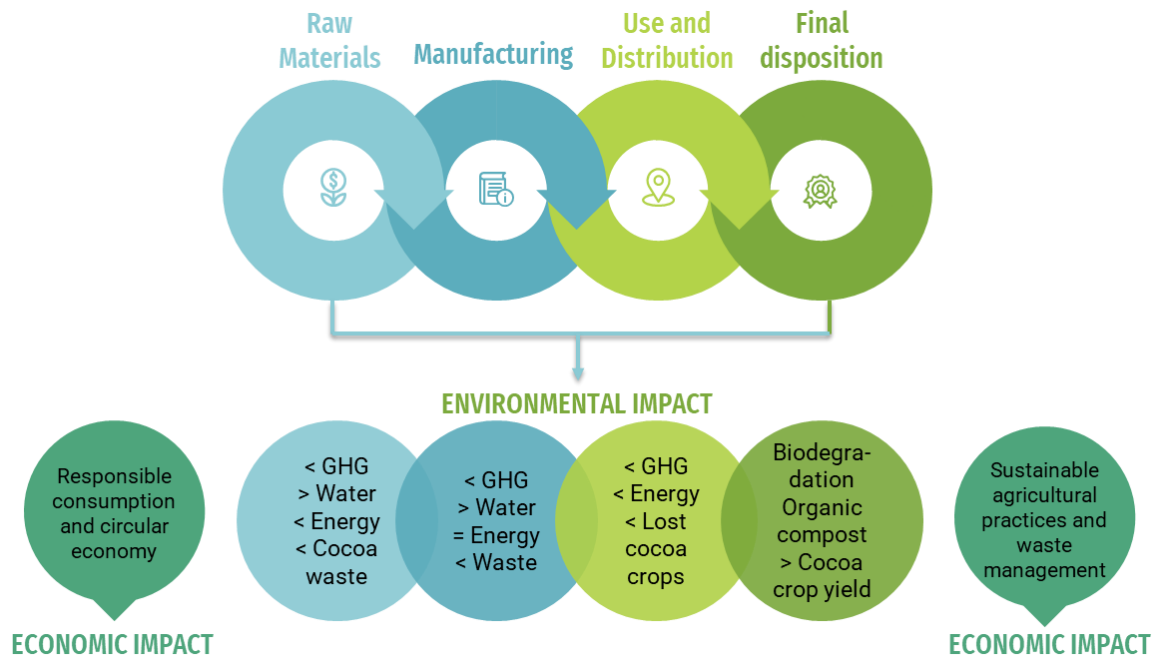 Raw
Materials
Manufacturing
Use and
Distribution
Final
disposition
$
i
ENVIRONMENTAL IMPACT
Responsible
consumption
and circular
economy
ECONOMIC IMPACT
< GHG
> Water
< Energy
< Cocoa
waste
< GHG
> Water
= Energy
< Waste
< GHG
< Energy
< Lost
cocoa
crops
Biodegra-
dation
Organic
compost
> Cocoa
crop yield
Sustainable
agricultural
practices and
waste
management
ECONOMIC IMPACT